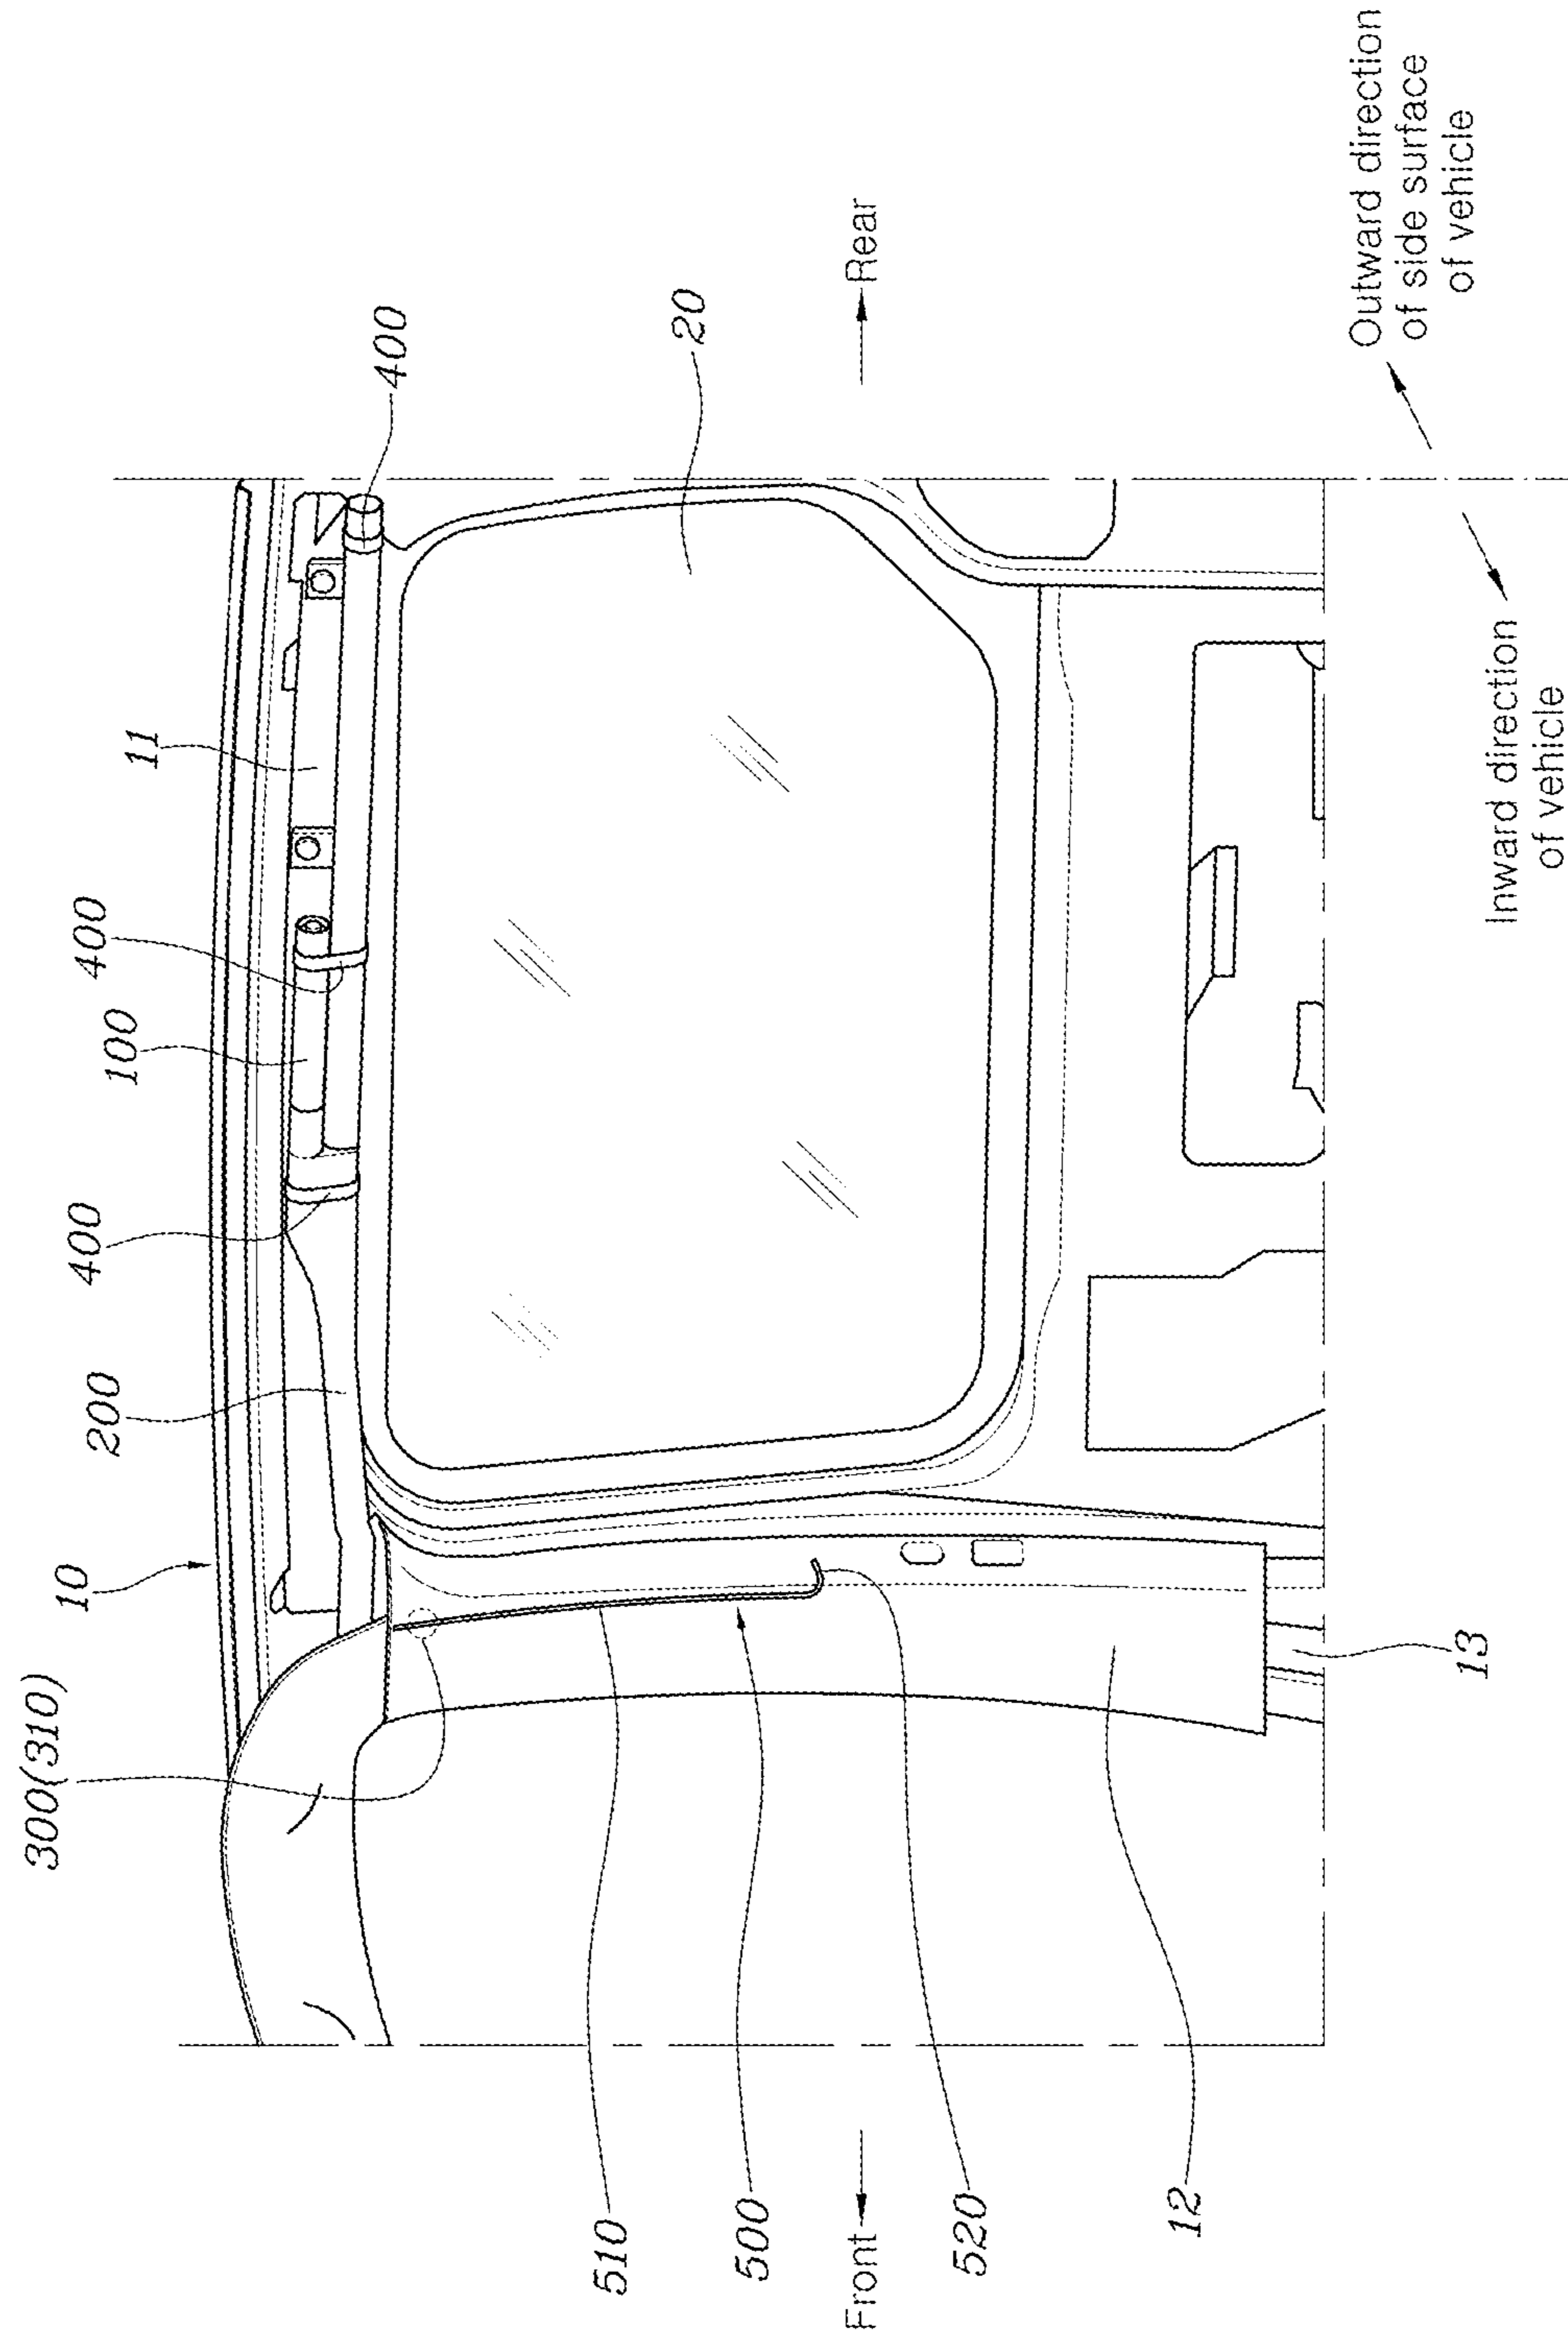 300(310)
10
200
400
100
400
11
400
510
20
500
Front
Rear
520
12
13
Outward direction
of side surface
of vehicle
Inward direction
of vehicle